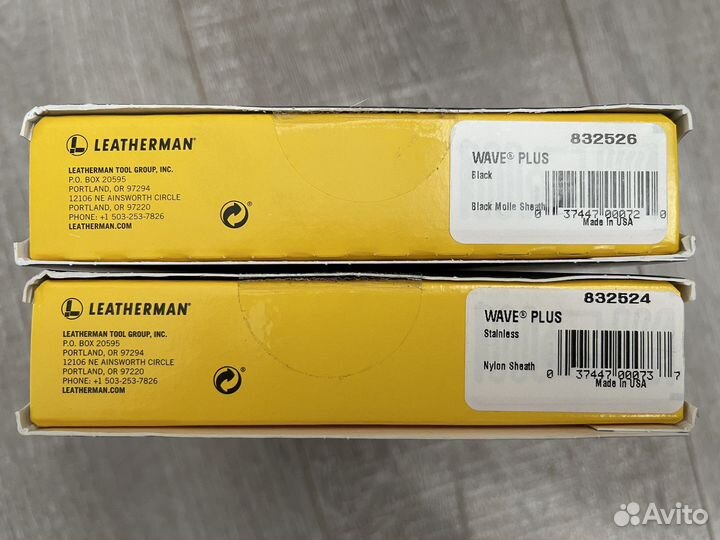 LEATHERMAN®
LEATHERMAN TOOL GROUP, INC.
P.O. BOX 20595
PORTLAND, OR 97294
12106 NE AINSWORTH CIRCLE
PORTLAND, OR 97220
PHONE: +1 503-253-7826
LEATHERMAN.COM
832526
WAVE® PLUS
Black
Black Molle Sheath
0 37447 00072 0
Made In USA
LEATHERMAN®
LEATHERMAN TOOL GROUP, INC.
P.O. BOX 20595
PORTLAND, OR 97294
12106 NE AINSWORTH CIRCLE
PORTLAND, OR 97220
PHONE: +1 503-253-7826
LEATHERMAN.COM
832524
WAVE® PLUS
Stainless
Nylon Sheath
0 37447 00073 7
Made In USA
Avito